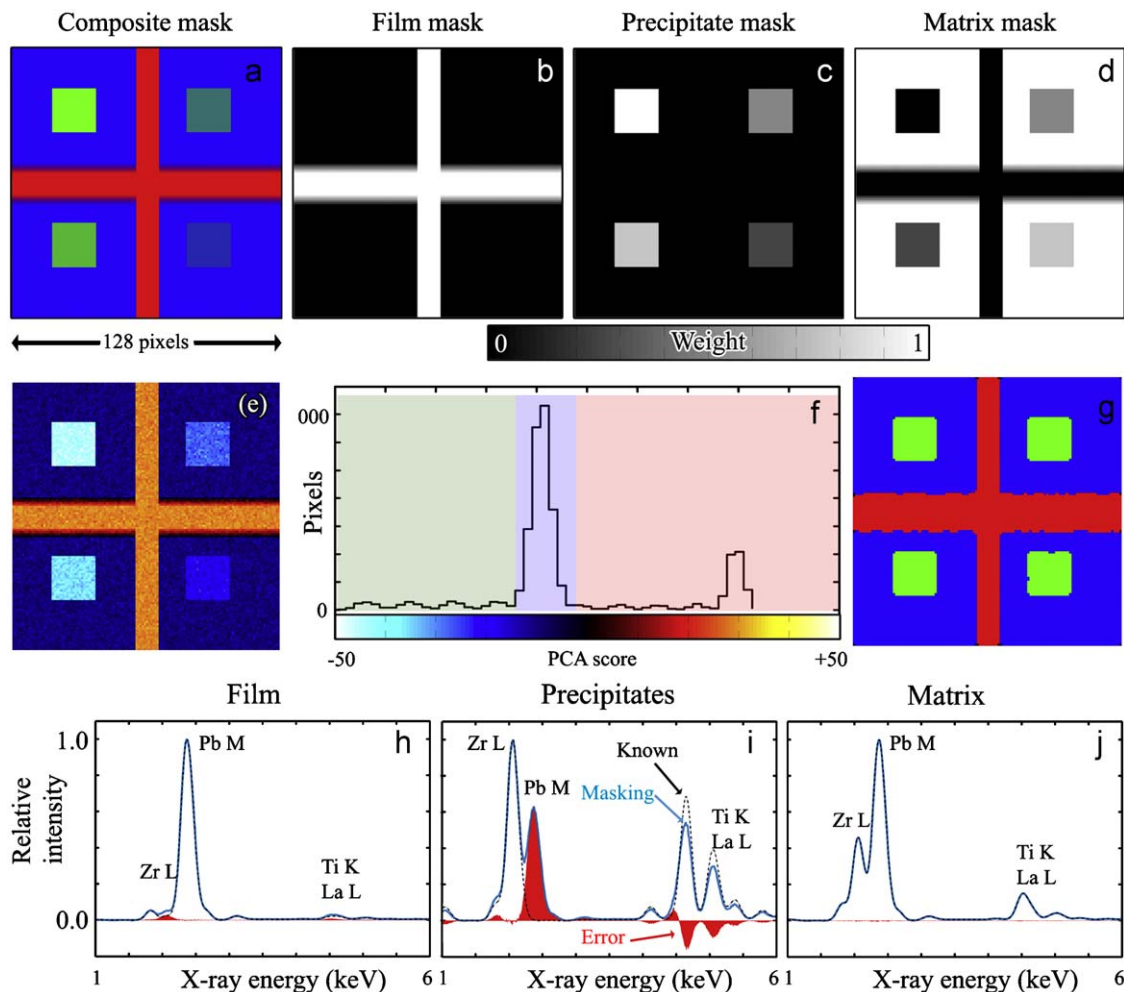 Composite mask Film mask Precipitate mask Matrix mask
a b c d
128 pixels
0 Weight 1
(e) f g
000
Pixels
0
-50 PCA score +50
Film Precipitates Matrix
h i j
1.0
Relative
intensity
0.0
Pb M
Zr L
Ti K
La L
1 X-ray energy (keV) 6
Zr L
Pb M
Known
Masking
Ti K
La L
Error
1 X-ray energy (keV) 6
Pb M
Zr L
Ti K
La L
1 X-ray energy (keV) 6